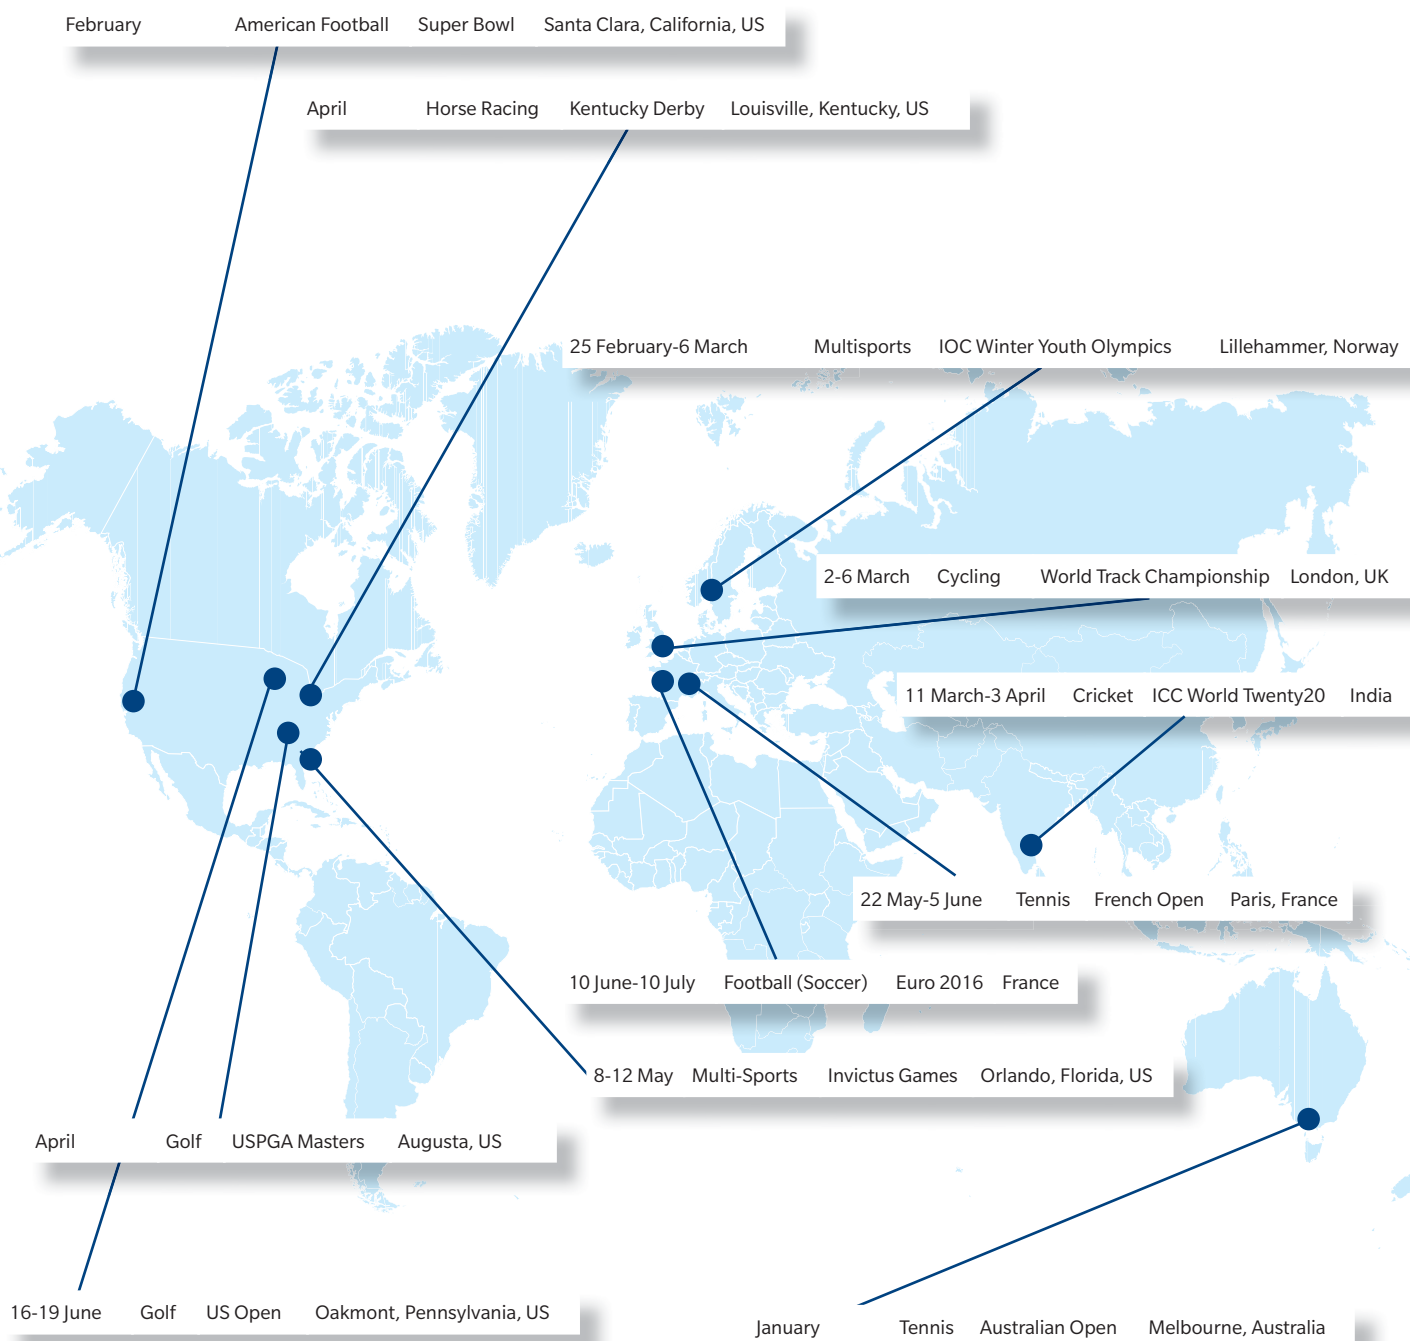 February American Football Super Bowl Santa Clara, California, US
April Horse Racing Kentucky Derby Louisville, Kentucky, US
25 February-6 March Multisports IOC Winter Youth Olympics Lillehammer, Norway
2-6 March Cycling World Track Championship London, UK
11 March-3 April Cricket ICC World Twenty20 India
22 May-5 June Tennis French Open Paris, France
10 June-10 July Football (Soccer) Euro 2016 France
8-12 May Multi-Sports Invictus Games Orlando, Florida, US
April Golf USPGA Masters Augusta, US
16-19 June Golf US Open Oakmont, Pennsylvania, US
January Tennis Australian Open Melbourne, Australia